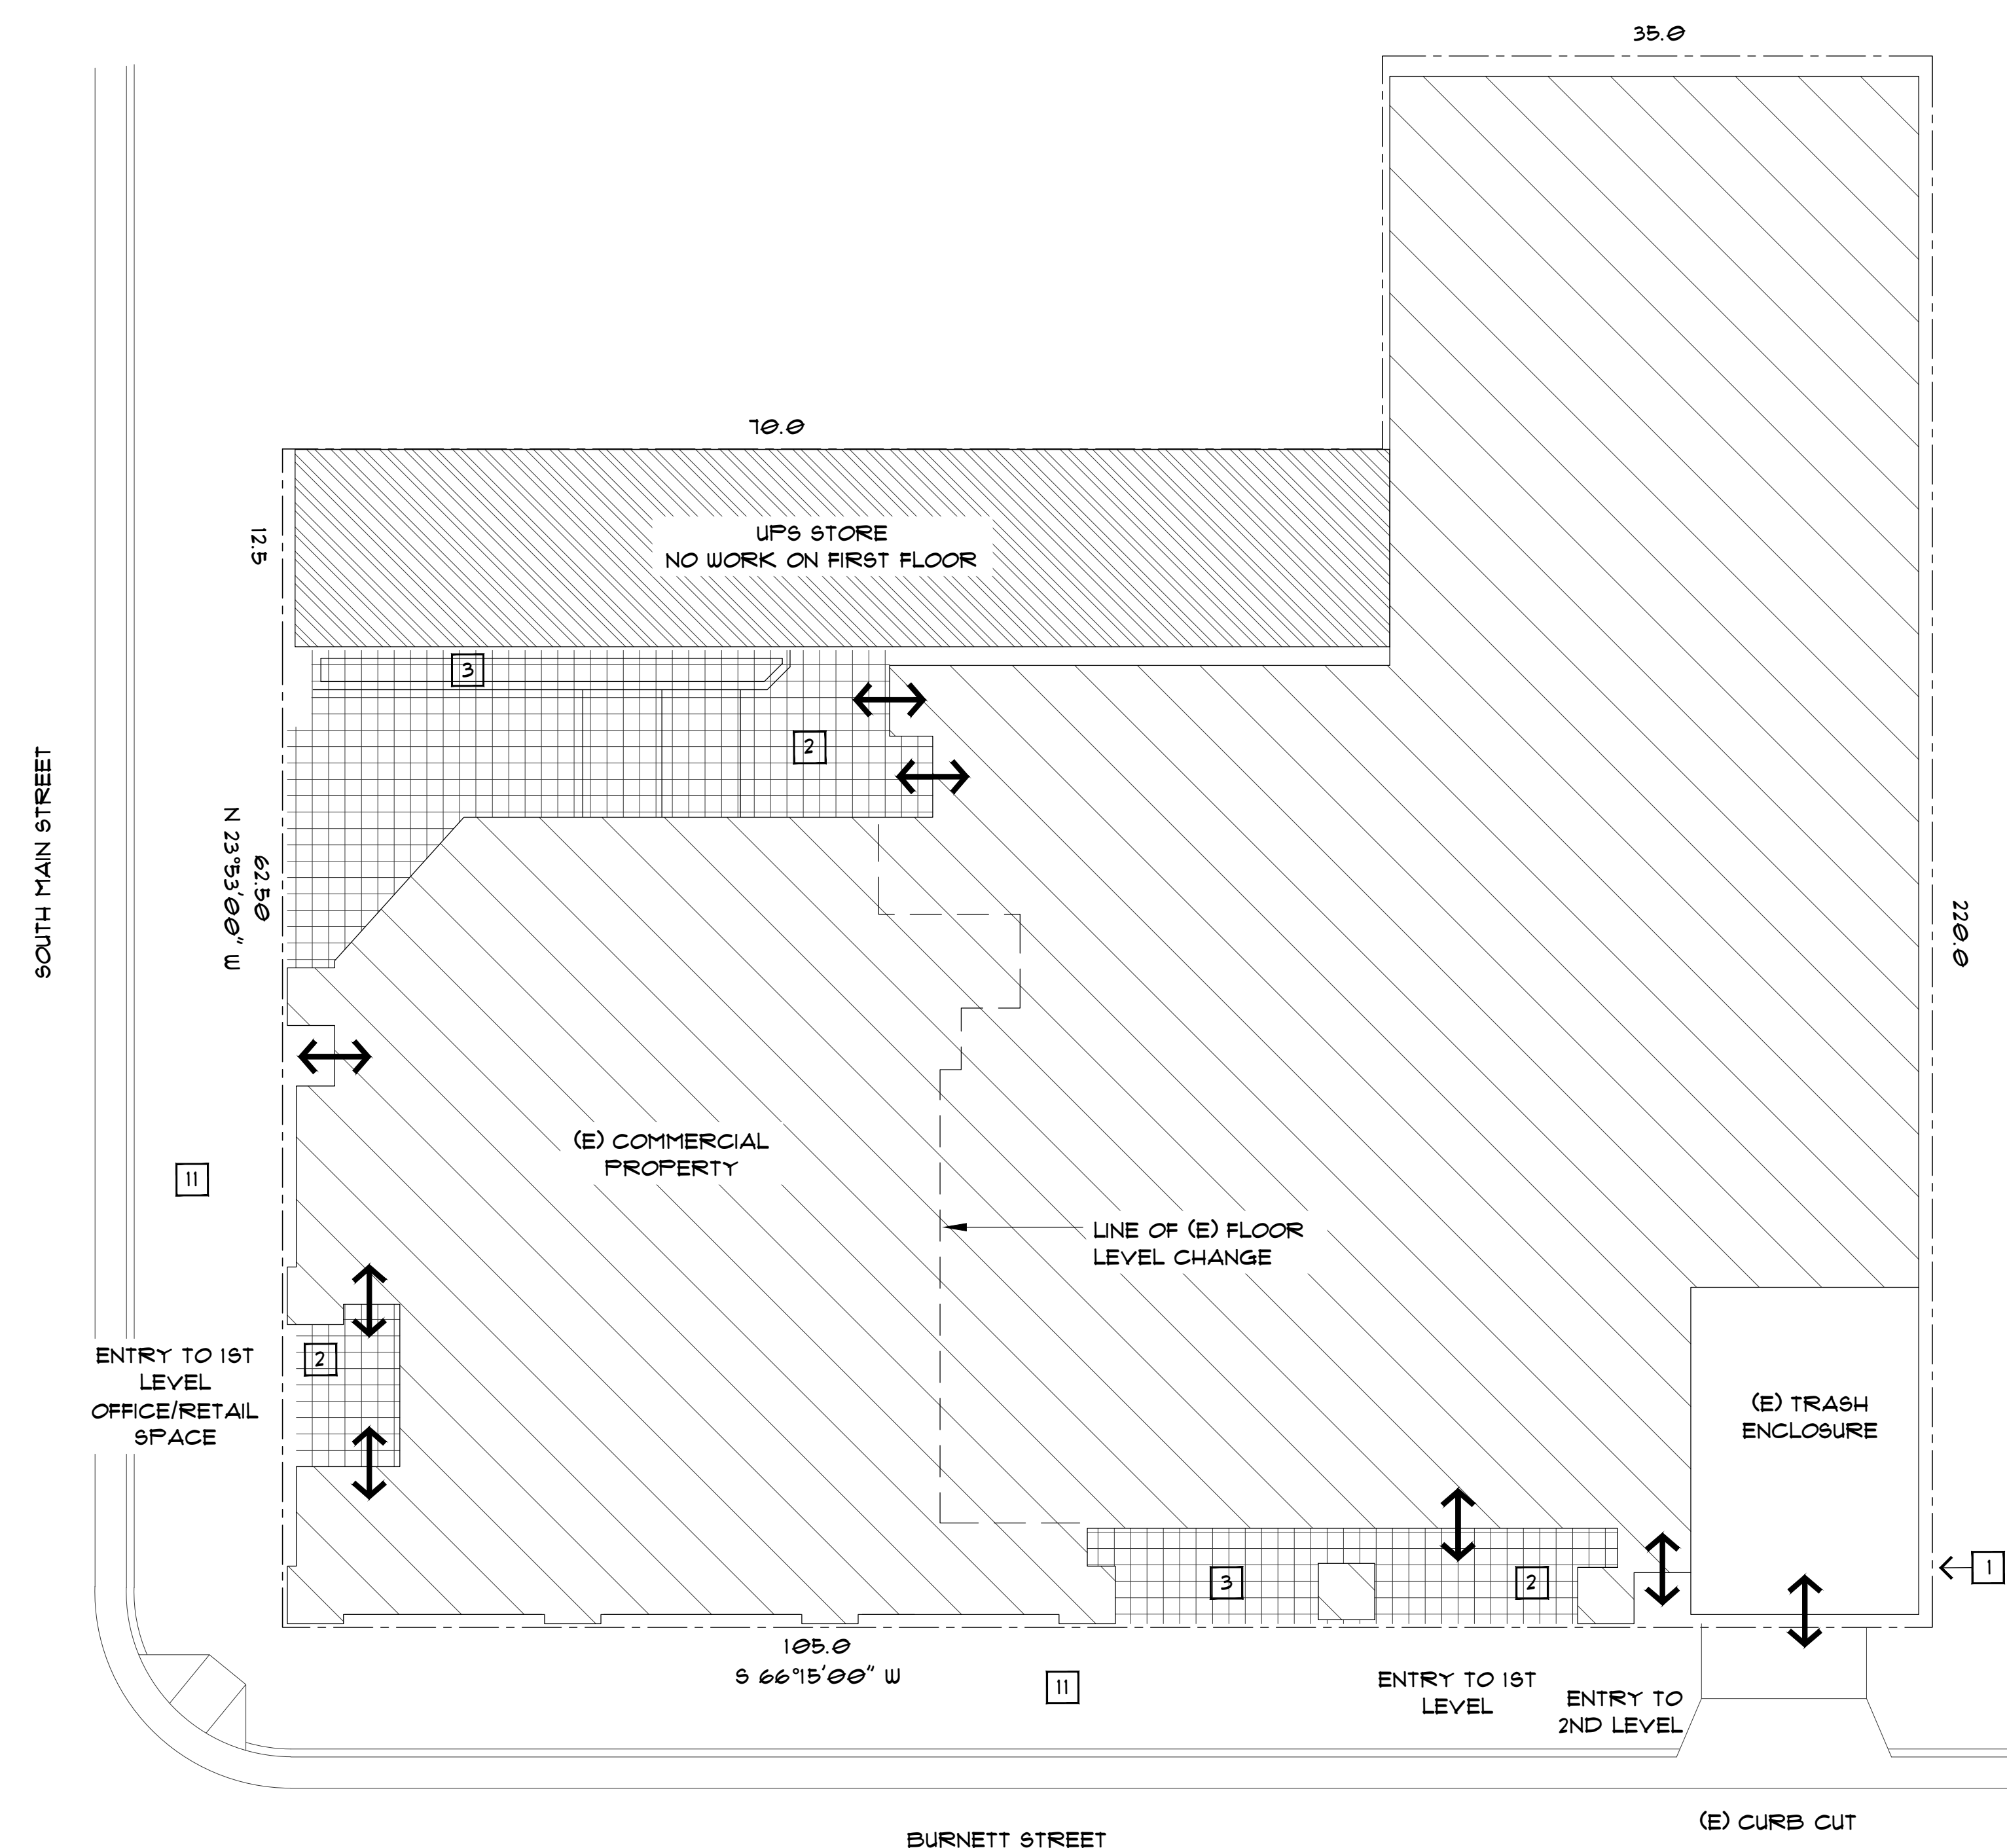 35.0
70.0
UPS STORE
NO WORK ON FIRST FLOOR
12.5
3
2
SOUTH MAIN STREET
62.50
N 23°53'00" W
220.0
(E) COMMERCIAL
PROPERTY
11
LINE OF (E) FLOOR
LEVEL CHANGE
ENTRY TO 1ST
LEVEL
OFFICE/RETAIL
SPACE
2
(E) TRASH
ENCLOSURE
3
2
1
105.0
S 66°15'00" W
11
ENTRY TO 1ST
LEVEL
ENTRY TO
2ND LEVEL
(E) CURB CUT
BURNETT STREET